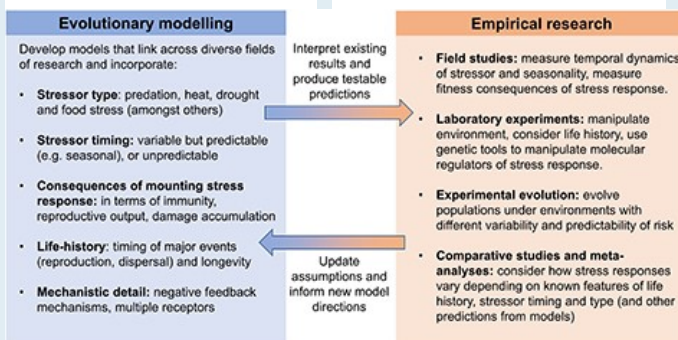 Evolutionary modelling
Develop models that link across diverse fields
of research and incorporate:
• Stressor type: predation, heat, drought
and food stress (amongst others)
• Stressor timing: variable but predictable
(e.g. seasonal), or unpredictable
• Consequences of mounting stress
response: in terms of immunity,
reproductive output, damage accumulation
• Life-history: timing of major events
(reproduction, dispersal) and longevity
• Mechanistic detail: negative feedback
mechanisms, multiple receptors
Interpret existing
results and
produce testable
predictions
Update
assumptions and
inform new model
directions
Empirical research
• Field studies: measure temporal dynamics
of stressor and seasonality, measure
fitness consequences of stress response.
• Laboratory experiments: manipulate
environment, consider life history, use
genetic tools to manipulate molecular
regulators of stress response.
• Experimental evolution: evolve
populations under environments with
different variability and predictability of risk
• Comparative studies and meta-
analyses: consider how stress responses
vary depending on known features of life
history, stressor timing and type (and other
predictions from models)